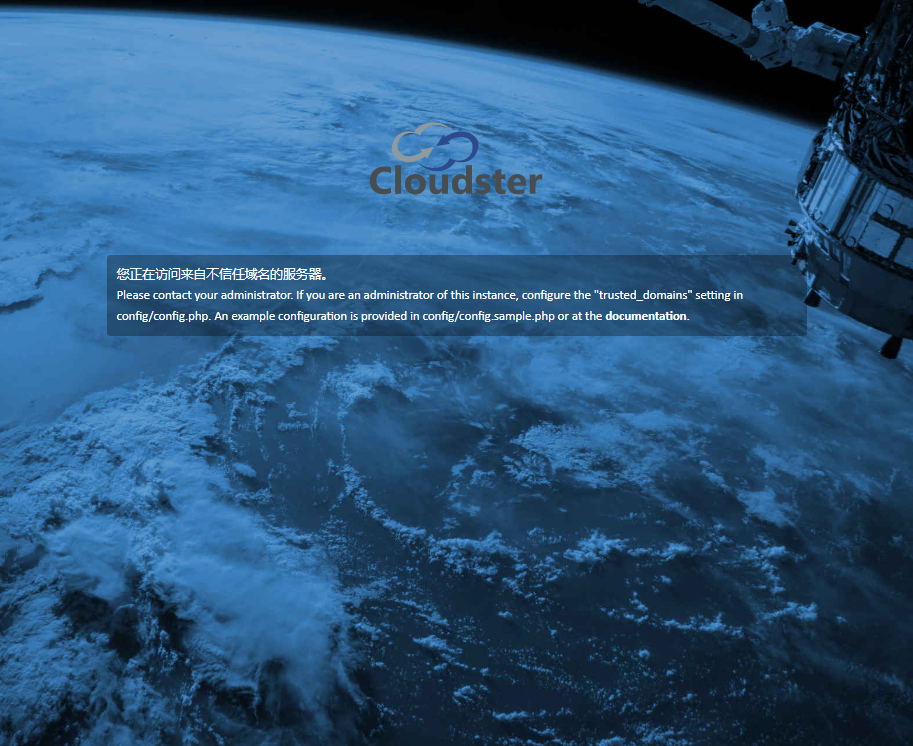 Cloudster
您正在访问来自不信任域名的服务器。
Please contact your administrator. If you are an administrator of this instance, configure the "trusted_domains" setting in
config/config.php. An example configuration is provided in config/config.sample.php or at the documentation.